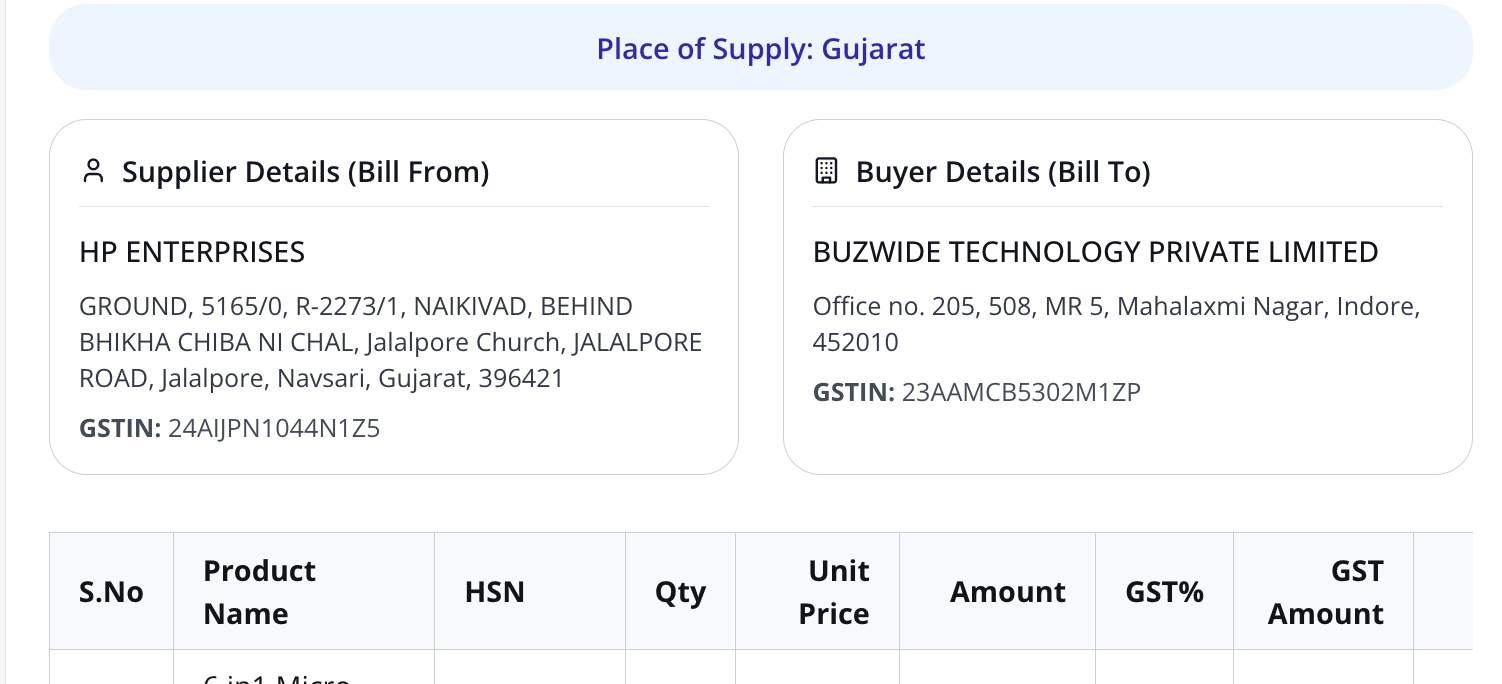 Place of Supply: Gujarat
Supplier Details (Bill From)
HP ENTERPRISES
GROUND, 5165/0, R-2273/1, NAIKIVAD, BEHIND
BHIKHA CHIBA NI CHAL, Jalalpore Church, JALALPORE
ROAD, Jalalpore, Navsari, Gujarat, 396421
GSTIN: 24AIJPN1044N1Z5
Buyer Details (Bill To)
BUZWIDE TECHNOLOGY PRIVATE LIMITED
Office no. 205, 508, MR 5, Mahalaxmi Nagar, Indore,
452010
GSTIN: 23AAMCB5302M1ZP
S.No
Product
Name
HSN
Qty
Unit
Price
Amount
GST%
GST
Amount
6 in1 Micro